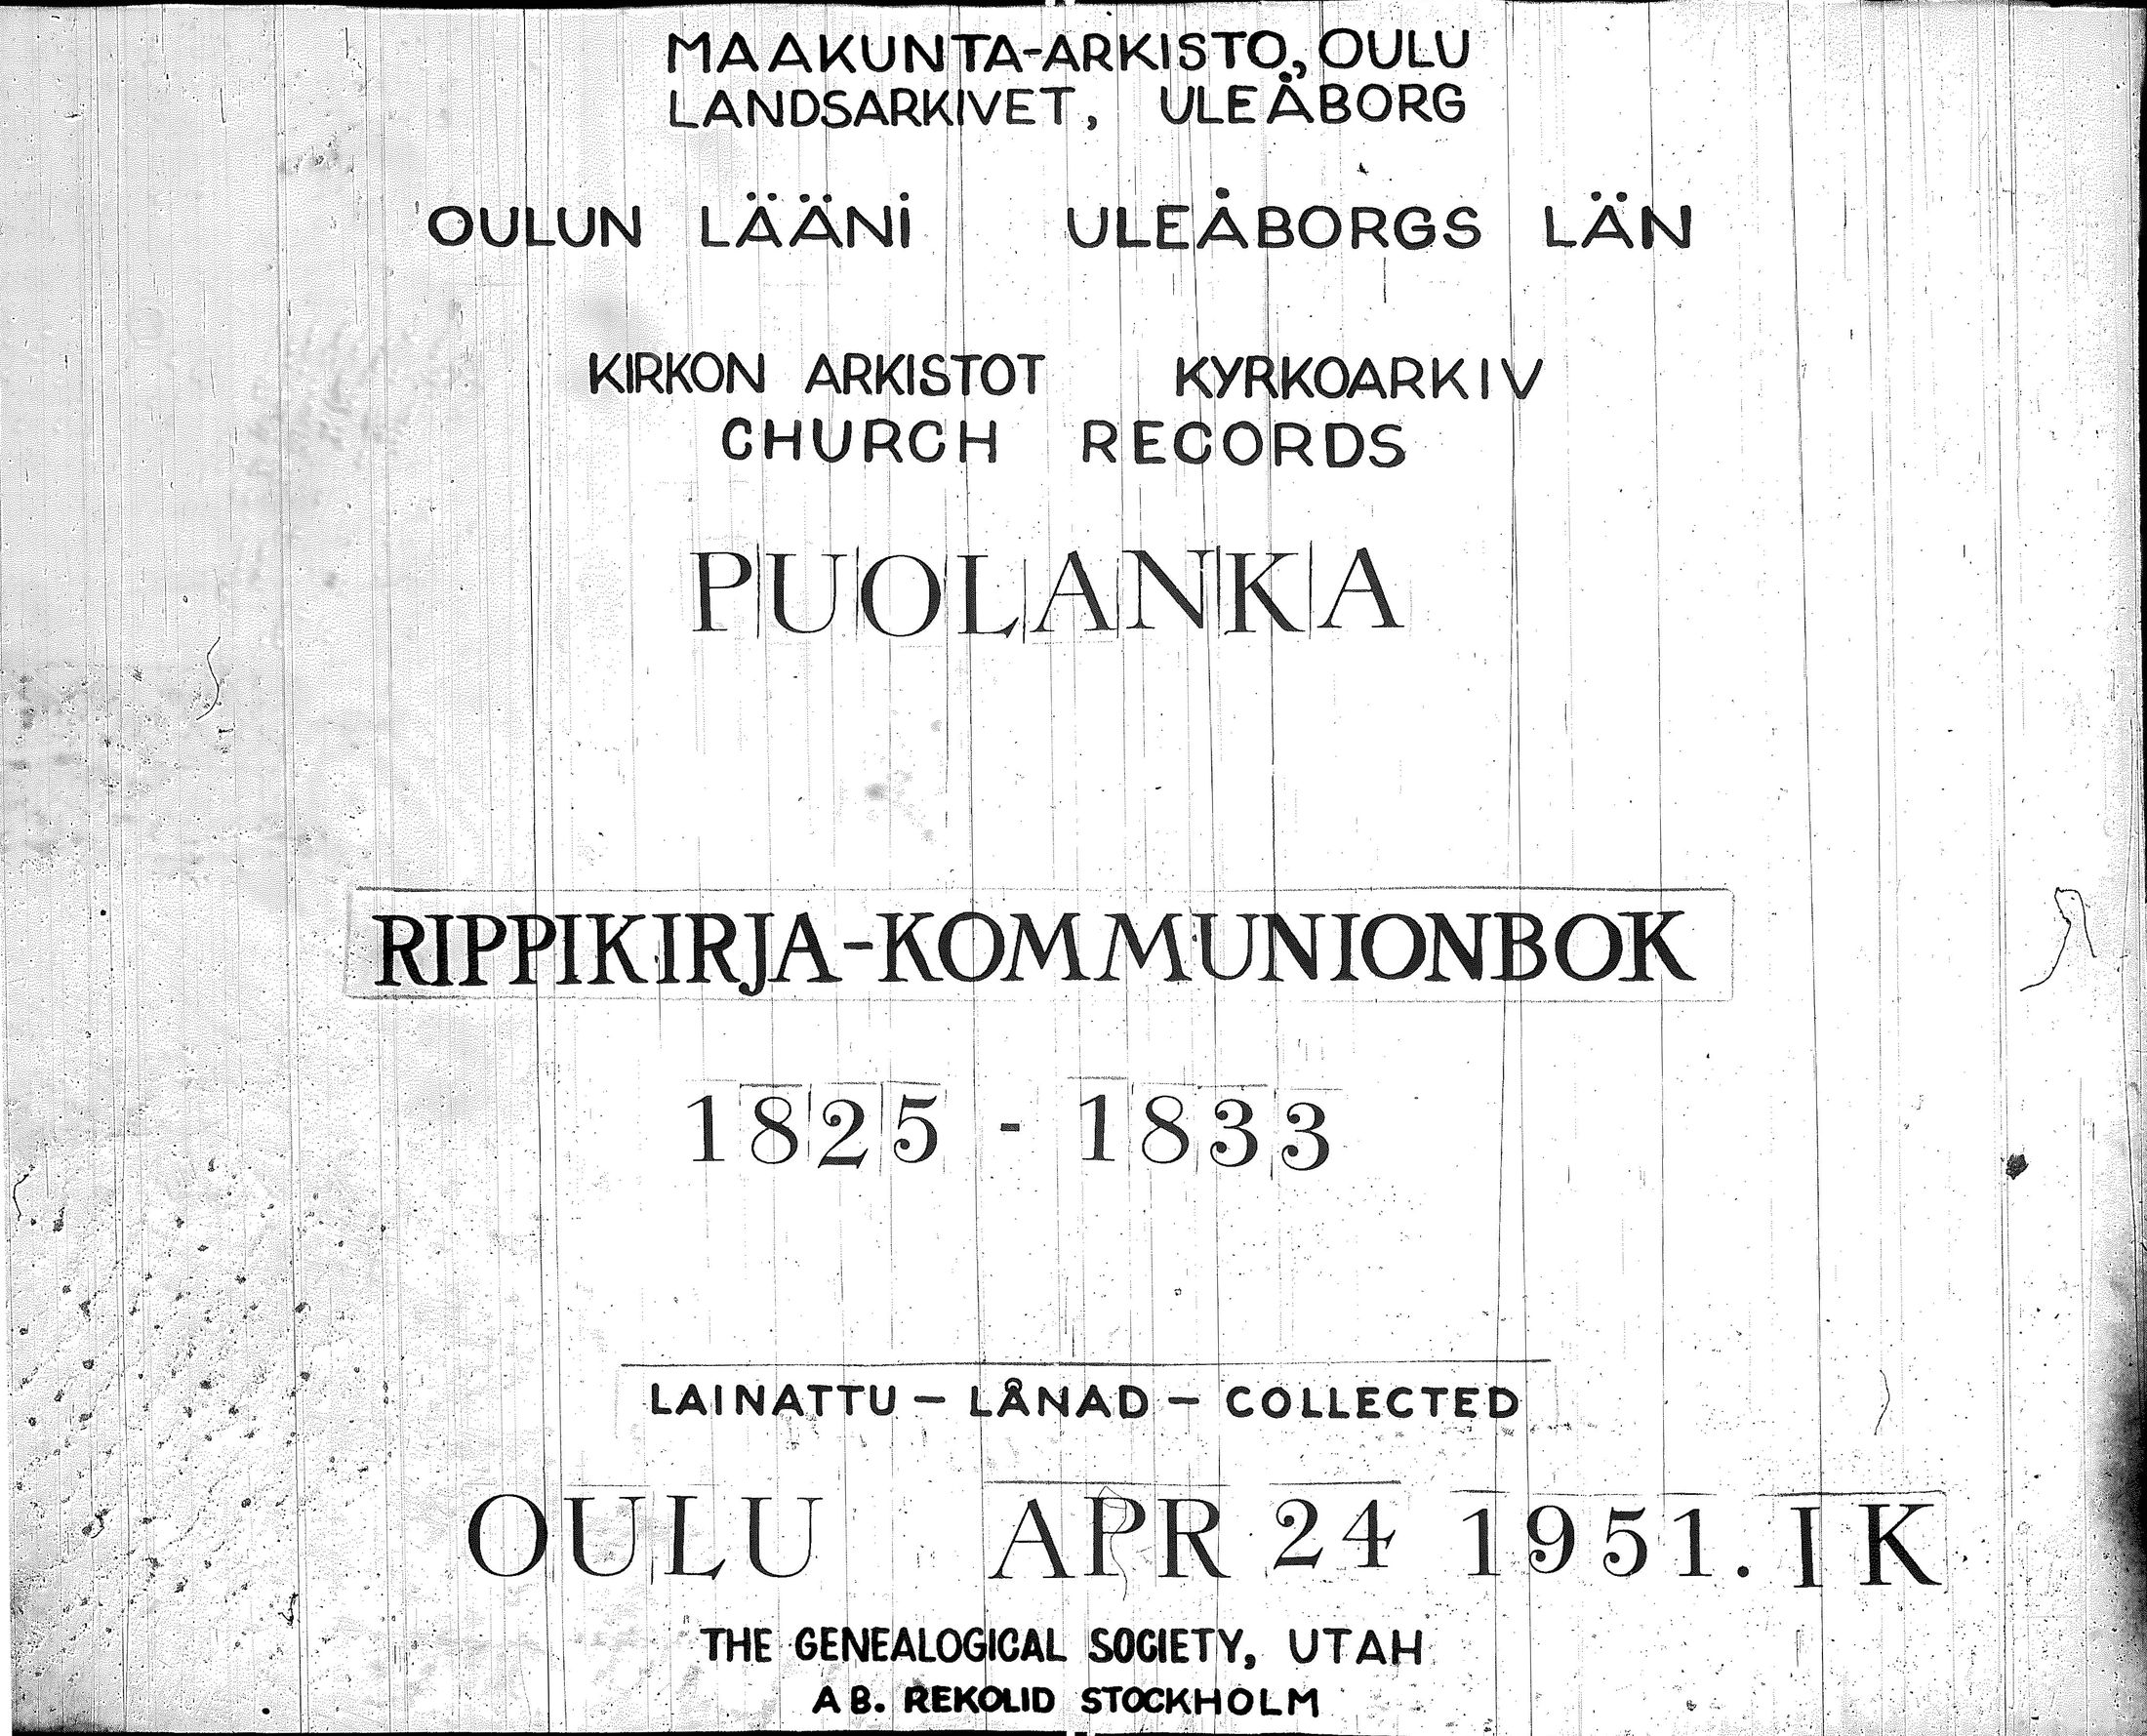 MAAKUNTA-ARKISTO, OULU
LANDSARKIVET, ULEÅBORG
OULUN LÄÄNI ULEÅBORGS LÄN
KIRKON ARKISTOT KYRKOARKIV
CHURCH RECORDS
PUOLANKA
RIPPIKIRJA-KOMMUNIONBOK
1825 - 1833
LAINATTU – LÅNAD – COLLECTED
OULU APR 24 1951. IK
THE GENEALOGICAL SOCIETY, UTAH
AB. REKOLID STOCKHOLM